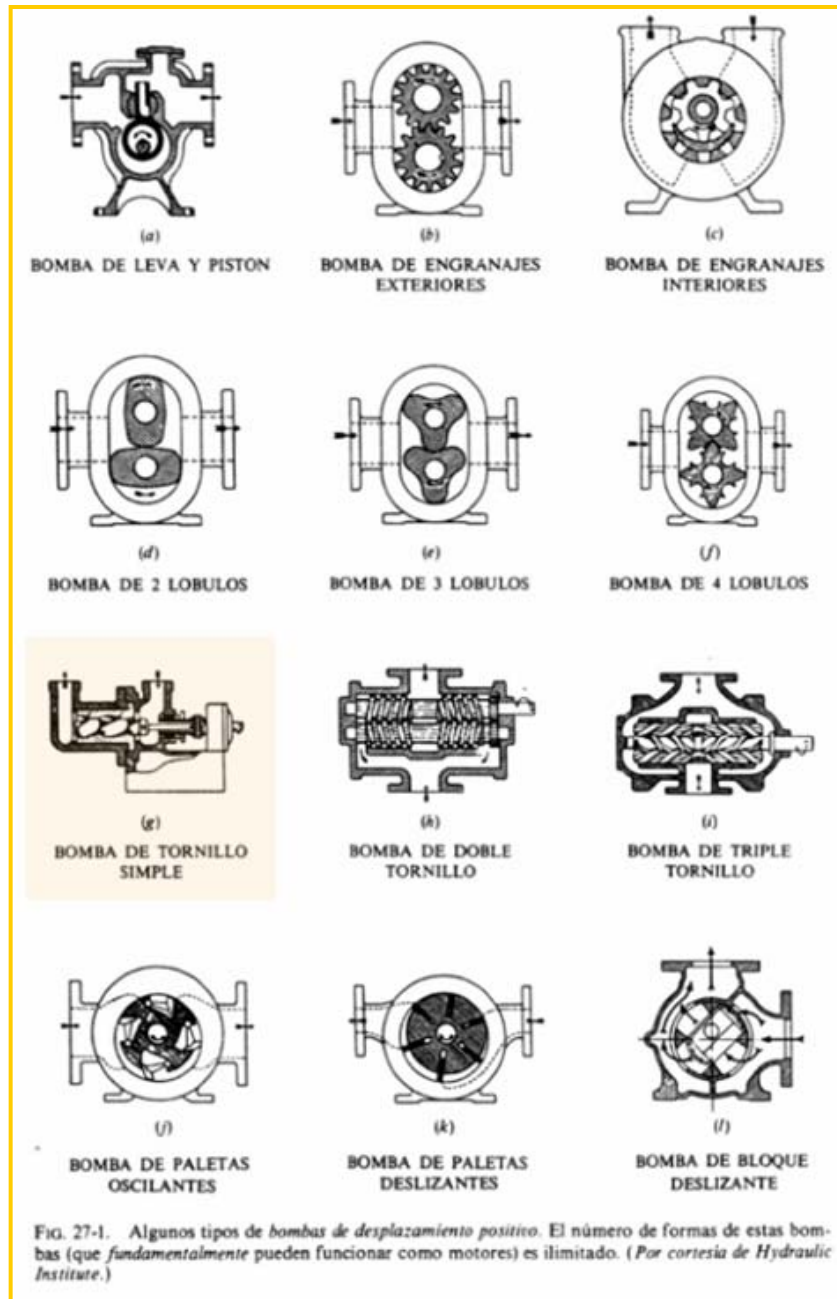 (a)
BOMBA DE LEVA Y PISTON
(b)
BOMBA DE ENGRANAJES
EXTERIORES
(c)
BOMBA DE ENGRANAJES
INTERIORES
(d)
BOMBA DE 2 LOBULOS
(e)
BOMBA DE 3 LOBULOS
(f)
BOMBA DE 4 LOBULOS
(g)
BOMBA DE TORNILLO
SIMPLE
(h)
BOMBA DE DOBLE
TORNILLO
(i)
BOMBA DE TRIPLE
TORNILLO
(j)
BOMBA DE PALETAS
OSCILANTES
(k)
BOMBA DE PALETAS
DESLIZANTES
(l)
BOMBA DE BLOQUE
DESLIZANTE
FIG. 27-1. Algunos tipos de bombas de desplazamiento positivo. El número de formas de estas bom-
bas (que fundamentalmente pueden funcionar como motores) es ilimitado. (Por cortesía de Hydraulic
Institute.)